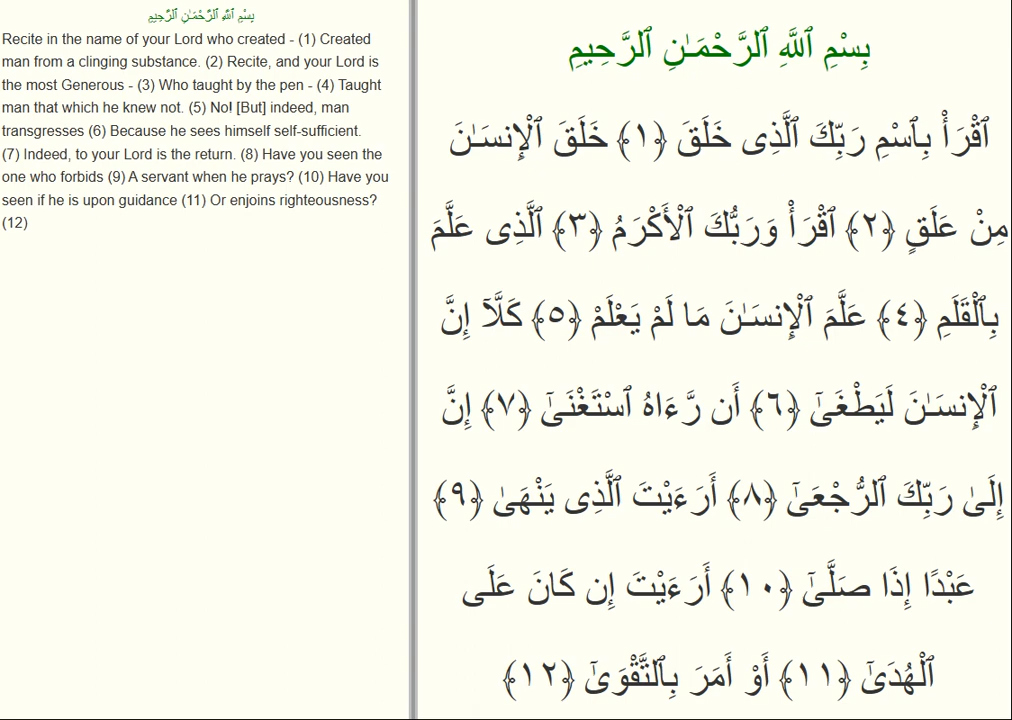 بِسْمِ ٱللَّهِ ٱلرَّحْمَـٰنِ ٱلرَّحِيمِ
Recite in the name of your Lord who created - (1) Created
man from a clinging substance. (2) Recite, and your Lord is
the most Generous - (3) Who taught by the pen - (4) Taught
man that which he knew not. (5) No! [But] indeed, man
transgresses (6) Because he sees himself self-sufficient.
(7) Indeed, to your Lord is the return. (8) Have you seen the
one who forbids (9) A servant when he prays? (10) Have you
seen if he is upon guidance (11) Or enjoins righteousness?
(12)
بِسْمِ ٱللَّهِ ٱلرَّحْمَـٰنِ ٱلرَّحِيمِ
ٱقْرَأْ بِٱسْمِ رَبِّكَ ٱلَّذِى خَلَقَ ﴿١﴾ خَلَقَ ٱلْإِنسَـٰنَ
مِنْ عَلَقٍ ﴿٢﴾ ٱقْرَأْ وَرَبُّكَ ٱلْأَكْرَمُ ﴿٣﴾ ٱلَّذِى عَلَّمَ
بِٱلْقَلَمِ ﴿٤﴾ عَلَّمَ ٱلْإِنسَـٰنَ مَا لَمْ يَعْلَمْ ﴿٥﴾ كَلَّآ إِنَّ
ٱلْإِنسَـٰنَ لَيَطْغَىٰٓ ﴿٦﴾ أَن رَّءَاهُ ٱسْتَغْنَىٰٓ ﴿٧﴾ إِنَّ
إِلَىٰ رَبِّكَ ٱلرُّجْعَىٰٓ ﴿٨﴾ أَرَءَيْتَ ٱلَّذِى يَنْهَىٰ ﴿٩﴾
عَبْدًا إِذَا صَلَّىٰٓ ﴿١٠﴾ أَرَءَيْتَ إِن كَانَ عَلَى
ٱلْهُدَىٰٓ ﴿١١﴾ أَوْ أَمَرَ بِٱلتَّقْوَىٰٓ ﴿١٢﴾